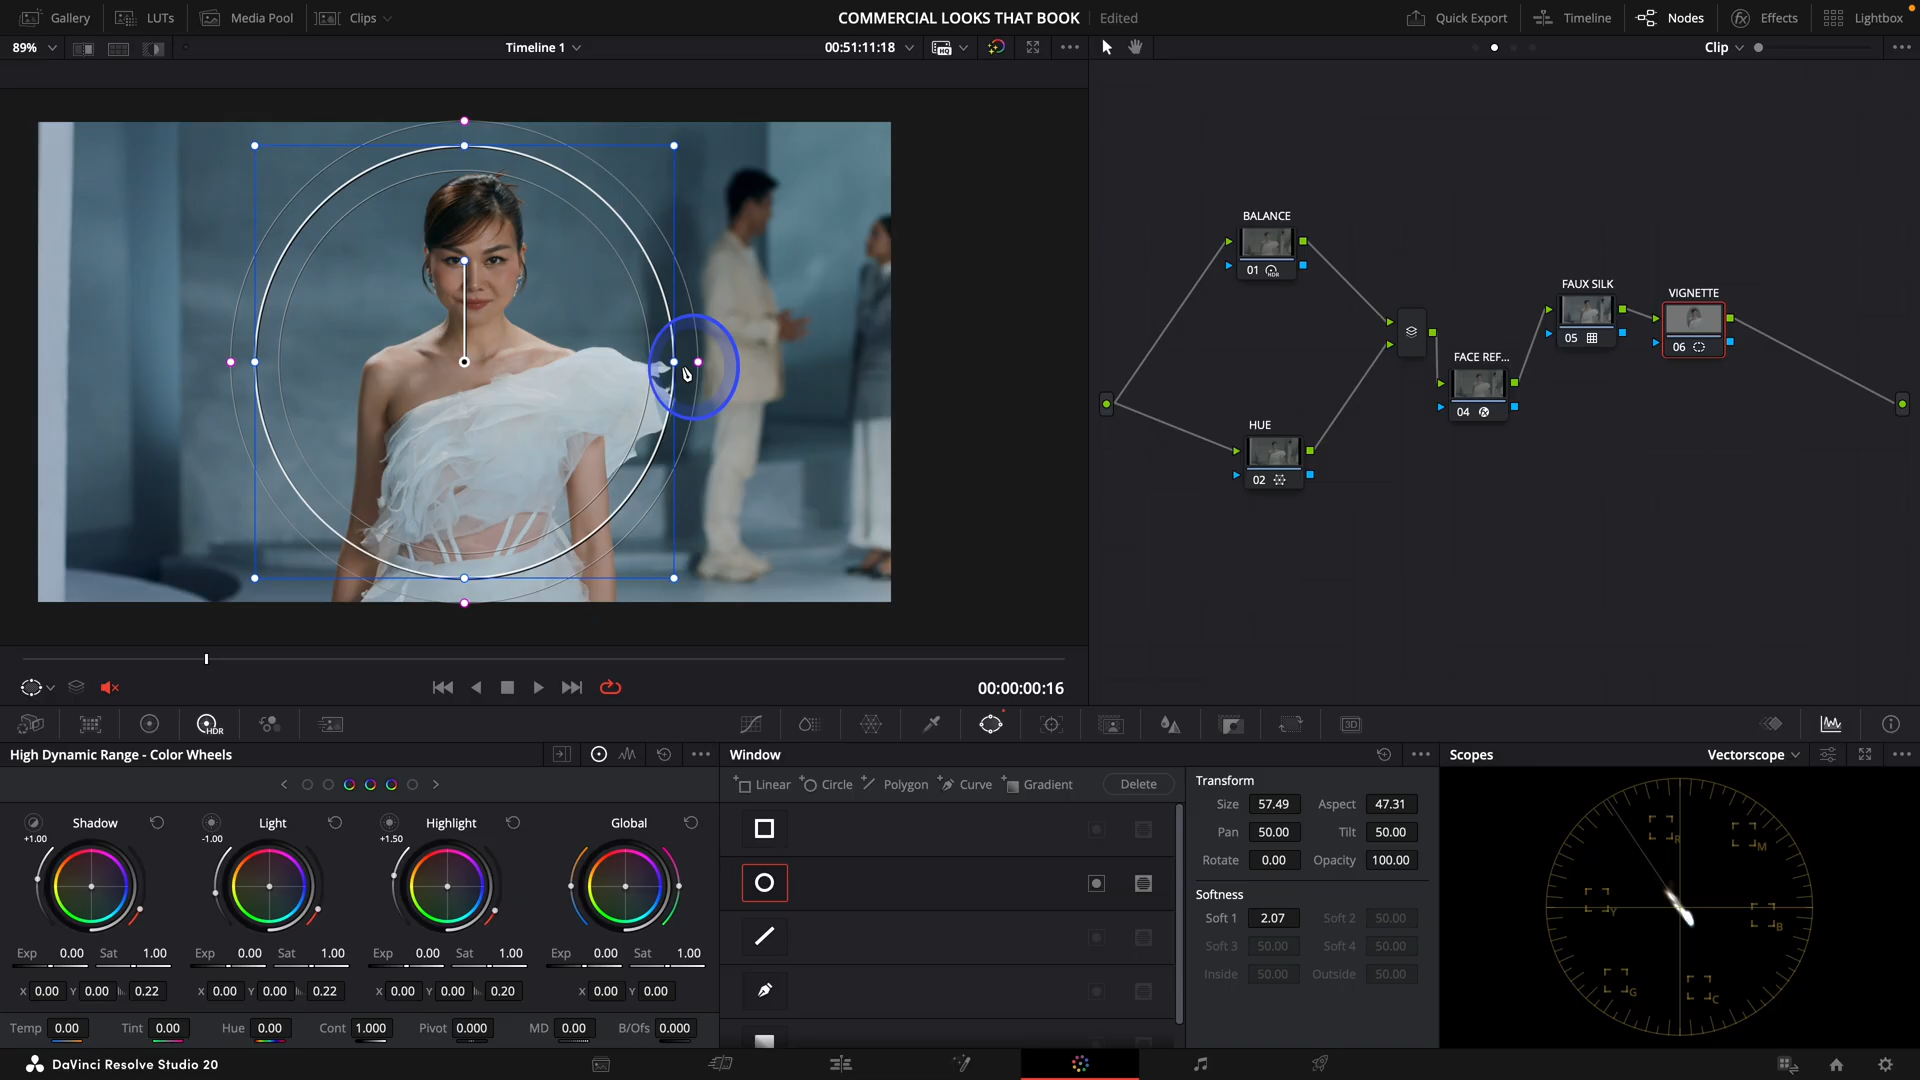 Gallery LUTs Media Pool Clips COMMERCIAL LOOKS THAT BOOK Edited Quick Export Timeline Nodes Effects Lightbox
89% Timeline 1 00:51:11:18 HQ Clip
BALANCE
01 HDR
FAUX SILK
05
VIGNETTE
06
FACE REF...
04
HUE
02
00:00:00:16
HDR 3D
High Dynamic Range - Color Wheels
Shadow Light Highlight Global
+1.00 -1.00 +1.50
Exp 0.00 Sat 1.00 Exp 0.00 Sat 1.00 Exp 0.00 Sat 1.00 Exp 0.00 Sat 1.00
X 0.00 Y 0.00 0.22 X 0.00 Y 0.00 0.22 X 0.00 Y 0.00 0.20 X 0.00 Y 0.00
Temp 0.00 Tint 0.00 Hue 0.00 Cont 1.000 Pivot 0.000 MD 0.00 B/Ofs 0.000
Window
Linear Circle Polygon Curve Gradient Delete
Transform
Size 57.49 Aspect 47.31
Pan 50.00 Tilt 50.00
Rotate 0.00 Opacity 100.00
Softness
Soft 1 2.07 Soft 2 50.00
Soft 3 50.00 Soft 4 50.00
Inside 50.00 Outside 50.00
Scopes Vectorscope
R M
Y B
G C
DaVinci Resolve Studio 20